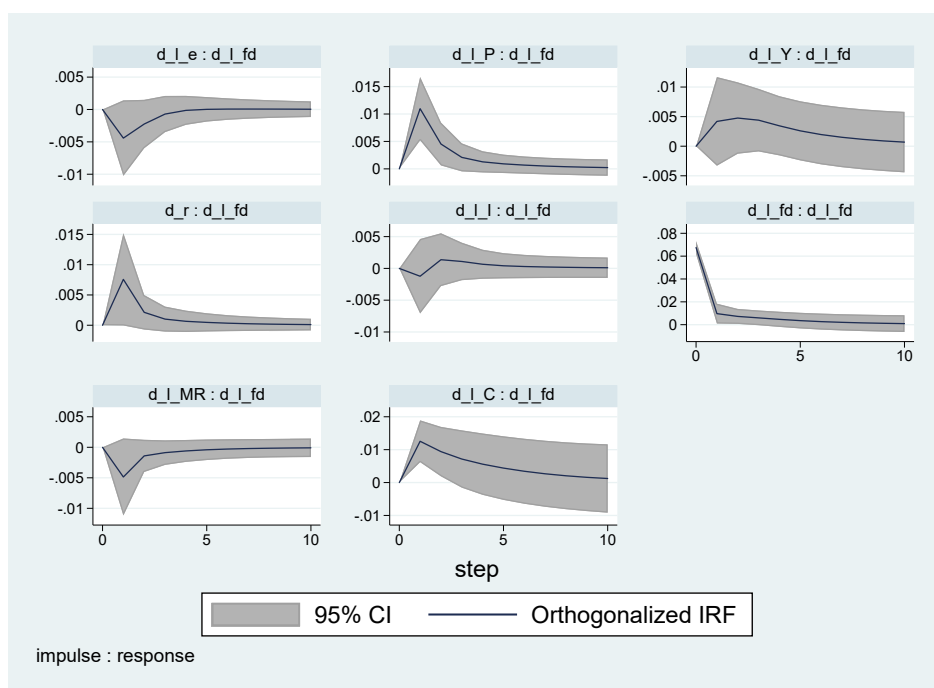 d_l_e : d_l_fd
.005
0
-.005
-.01
d_l_P : d_l_fd
.015
.01
.005
0
d_l_Y : d_l_fd
.01
.005
0
-.005
d_r : d_l_fd
.015
.01
.005
0
d_l_I : d_l_fd
.005
0
-.005
-.01
d_l_fd : d_l_fd
.08
.06
.04
.02
0
0 5 10
d_l_MR : d_l_fd
.005
0
-.005
-.01
0 5 10
d_l_C : d_l_fd
.02
.01
0
-.01
0 5 10
step
95% CI Orthogonalized IRF
impulse : response